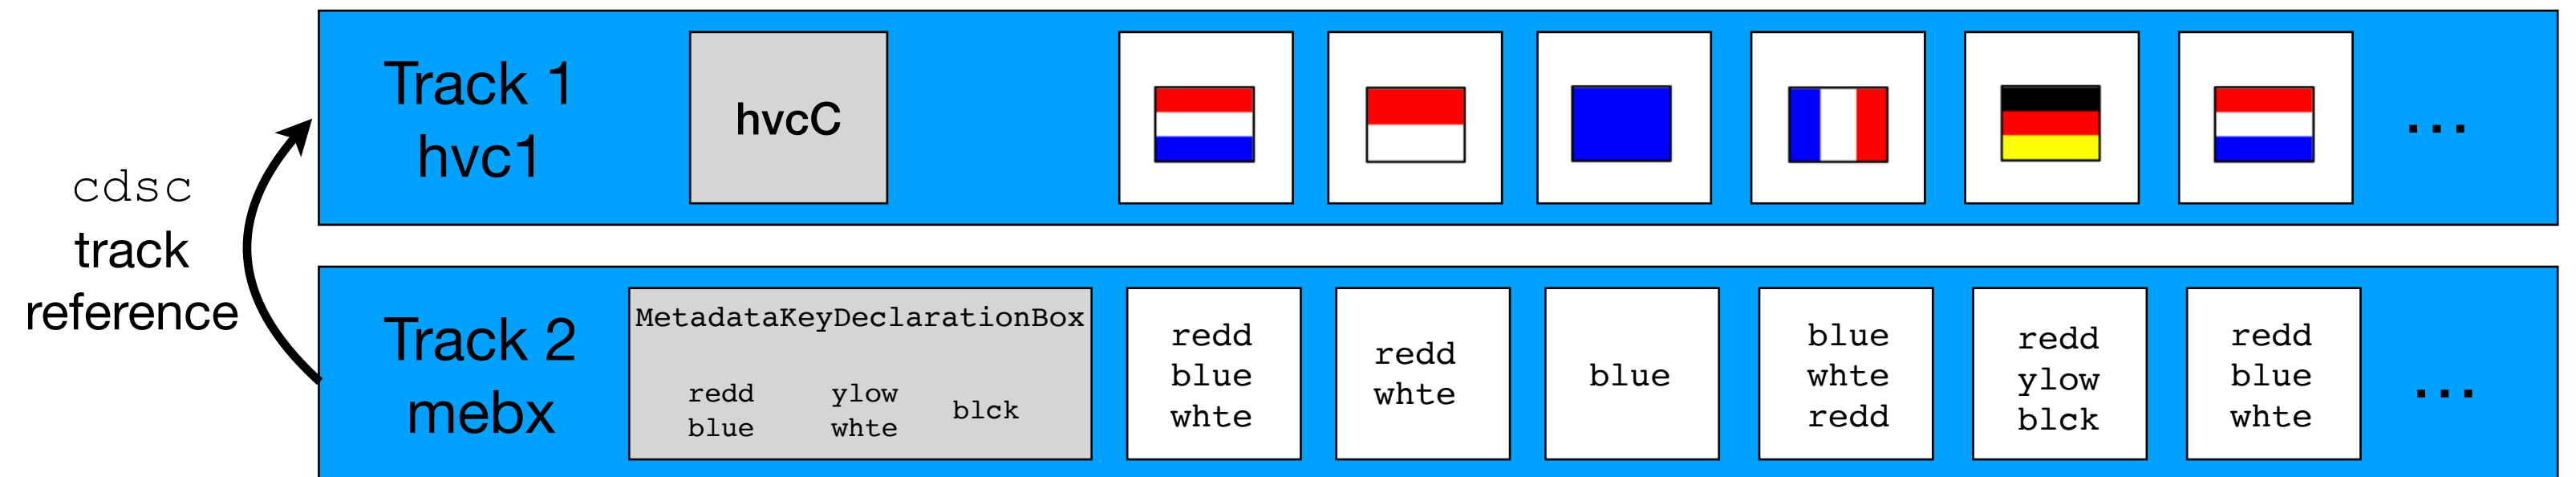 Track 1
hvc1
hvcC
...
cdsc
track
reference
Track 2
mebx
MetadataKeyDeclarationBox
redd
blue
ylow
whte
blck
redd
blue
whte
redd
whte
blue
blue
whte
redd
redd
ylow
blck
redd
blue
whte
...